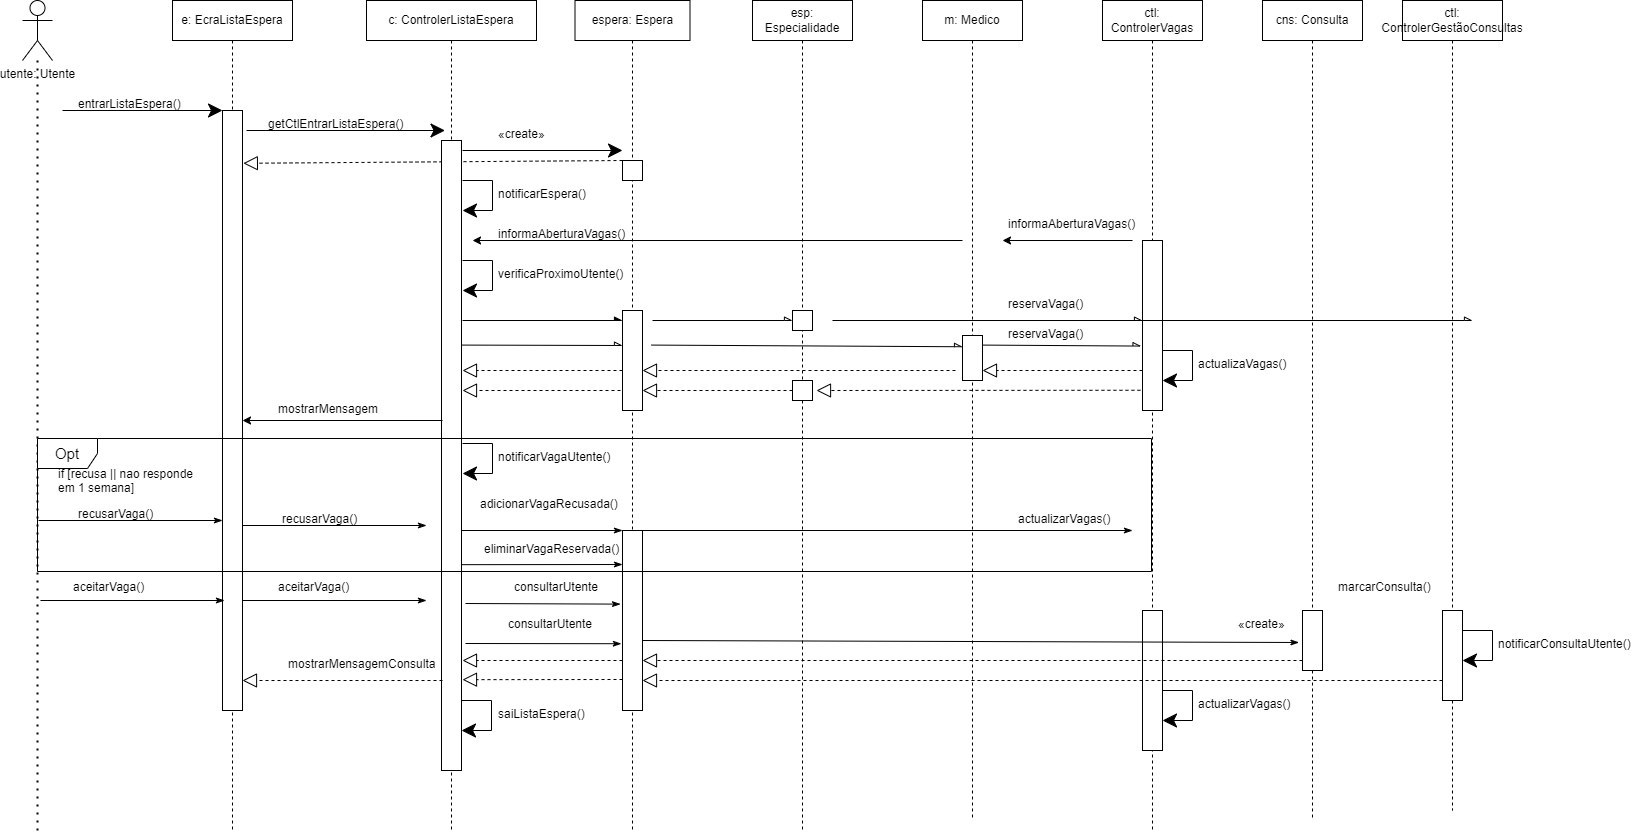 e: EcraListaEspera
c: ControlerListaEspera
espera: Espera
esp:
Especialidade
m: Medico
ctl:
ControlerVagas
cns: Consulta
ctl:
ControlerGestãoConsultas
utente: Utente
entrarListaEspera()
getCtlEntrarListaEspera()
«create»
notificarEspera()
informaAberturaVagas()
informaAberturaVagas()
verificaProximoUtente()
reservaVaga()
reservaVaga()
actualizaVagas()
mostrarMensagem
Opt
if [recusa || nao responde
em 1 semana]
notificarVagaUtente()
recusarVaga()
recusarVaga()
adicionarVagaRecusada()
actualizarVagas()
eliminarVagaReservada()
aceitarVaga()
aceitarVaga()
consultarUtente
marcarConsulta()
consultarUtente
«create»
notificarConsultaUtente()
mostrarMensagemConsulta
saiListaEspera()
actualizarVagas()